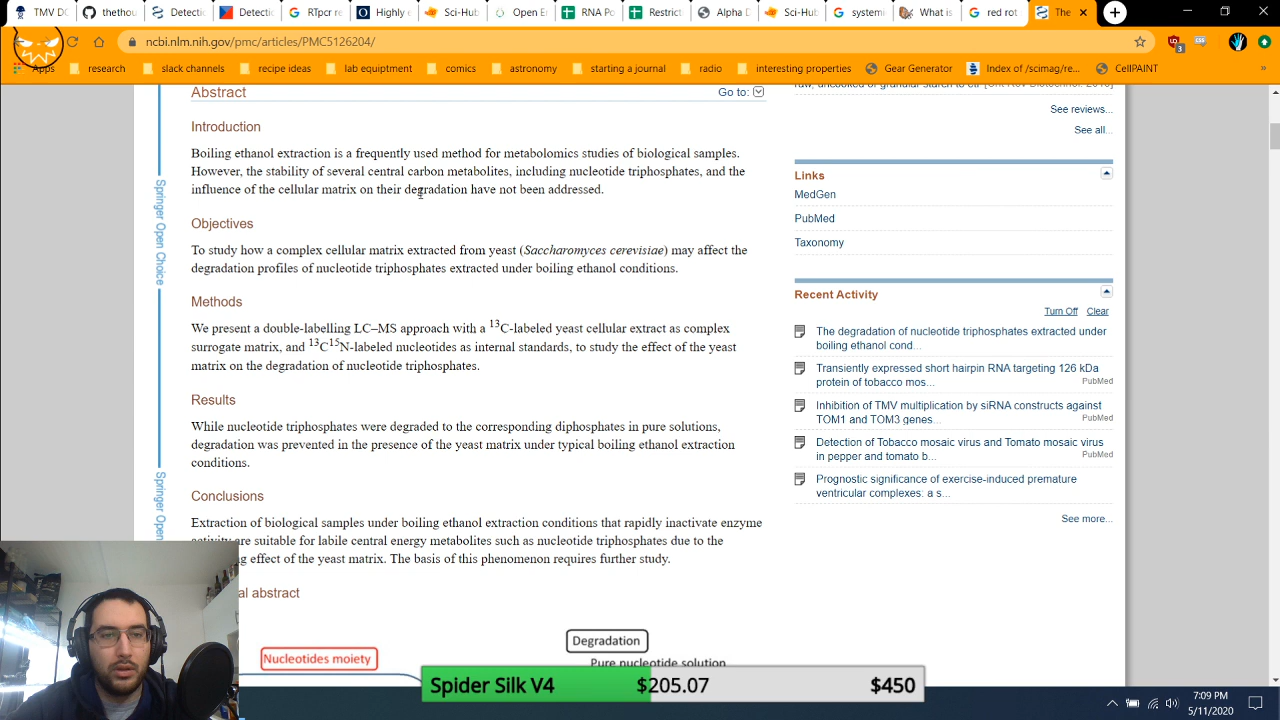 TMV DO
thethou
Detectic
Detectic
RTpcr re
Highly c
Sci-Hub
Open Er
RNA Po
Restricti
Alpha D
Sci-Hub
systemi
What is
red rot
The
ncbi.nlm.nih.gov/pmc/articles/PMC5126204/
Apps
research
slack channels
recipe ideas
lab equiptment
comics
astronomy
starting a journal
radio
interesting properties
Gear Generator
Index of /scimag/re...
CellPAINT
Abstract
Go to:
Introduction
Boiling ethanol extraction is a frequently used method for metabolomics studies of biological samples.
However, the stability of several central carbon metabolites, including nucleotide triphosphates, and the
influence of the cellular matrix on their degradation have not been addressed.
Objectives
To study how a complex cellular matrix extracted from yeast (Saccharomyces cerevisiae) may affect the
degradation profiles of nucleotide triphosphates extracted under boiling ethanol conditions.
Methods
We present a double-labelling LC–MS approach with a 13C-labeled yeast cellular extract as complex
surrogate matrix, and 13C15N-labeled nucleotides as internal standards, to study the effect of the yeast
matrix on the degradation of nucleotide triphosphates.
Results
While nucleotide triphosphates were degraded to the corresponding diphosphates in pure solutions,
degradation was prevented in the presence of the yeast matrix under typical boiling ethanol extraction
conditions.
Conclusions
Extraction of biological samples under boiling ethanol extraction conditions that rapidly inactivate enzyme
are suitable for labile central energy metabolites such as nucleotide triphosphates due to the
effect of the yeast matrix. The basis of this phenomenon requires further study.
abstract
Degradation
Nucleotides moiety
Pure nucleotide solution
Springer Open Choice
Springer Open
See reviews...
See all...
Links
MedGen
PubMed
Taxonomy
Recent Activity
Turn Off Clear
The degradation of nucleotide triphosphates extracted under
boiling ethanol cond...
Transiently expressed short hairpin RNA targeting 126 kDa
protein of tobacco mos...
PubMed
Inhibition of TMV multiplication by siRNA constructs against
TOM1 and TOM3 genes...
PubMed
Detection of Tobacco mosaic virus and Tomato mosaic virus
in pepper and tomato b...
PubMed
Prognostic significance of exercise-induced premature
ventricular complexes: a s...
See more...
Spider Silk V4 $205.07 $450
7:09 PM
5/11/2020